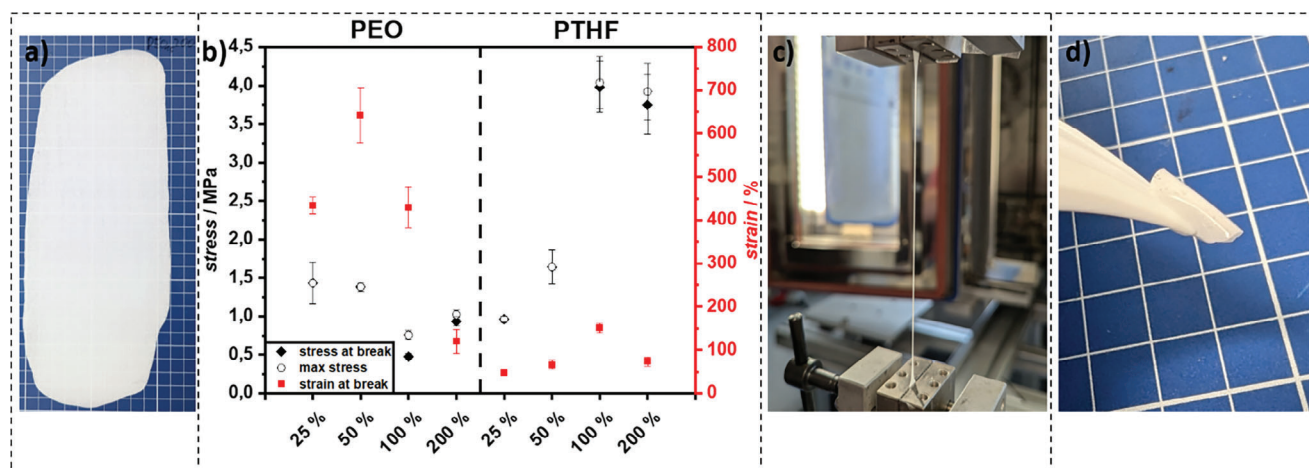 a)
b)
PEO
PTHF
4,5
4,0
3,5
3,0
2,5
2,0
1,5
1,0
0,5
0,0
stress / MPa
stress at break
max stress
strain at break
25 %
50 %
100 %
200 %
25 %
50 %
100 %
200 %
800
700
600
500
400
300
200
100
0
strain / %
c)
d)